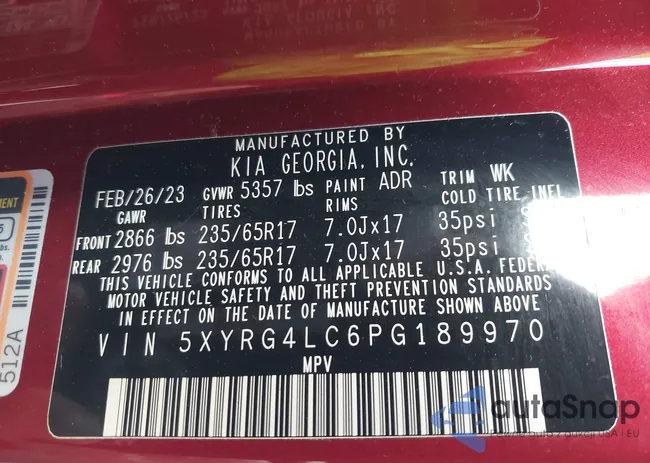 MANUFACTURED BY
KIA GEORGIA, INC.
FEB/26/23 GVWR 5357 lbs PAINT ADR TRIM WK
GAWR TIRES RIMS COLD TIRE INFL
FRONT 2866 lbs 235/65R17 7.0Jx17 35psi
REAR 2976 lbs 235/65R17 7.0Jx17 35psi
THIS VEHICLE CONFORMS TO ALL APPLICABLE U.S.A. FEDER
MOTOR VEHICLE SAFETY AND THEFT PREVENTION STANDARDS
IN EFFECT ON THE DATE OF MANUFACTURE SHOWN ABOVE
VIN 5XYRG4LC6PG189970
MPV
512A
autoSnap